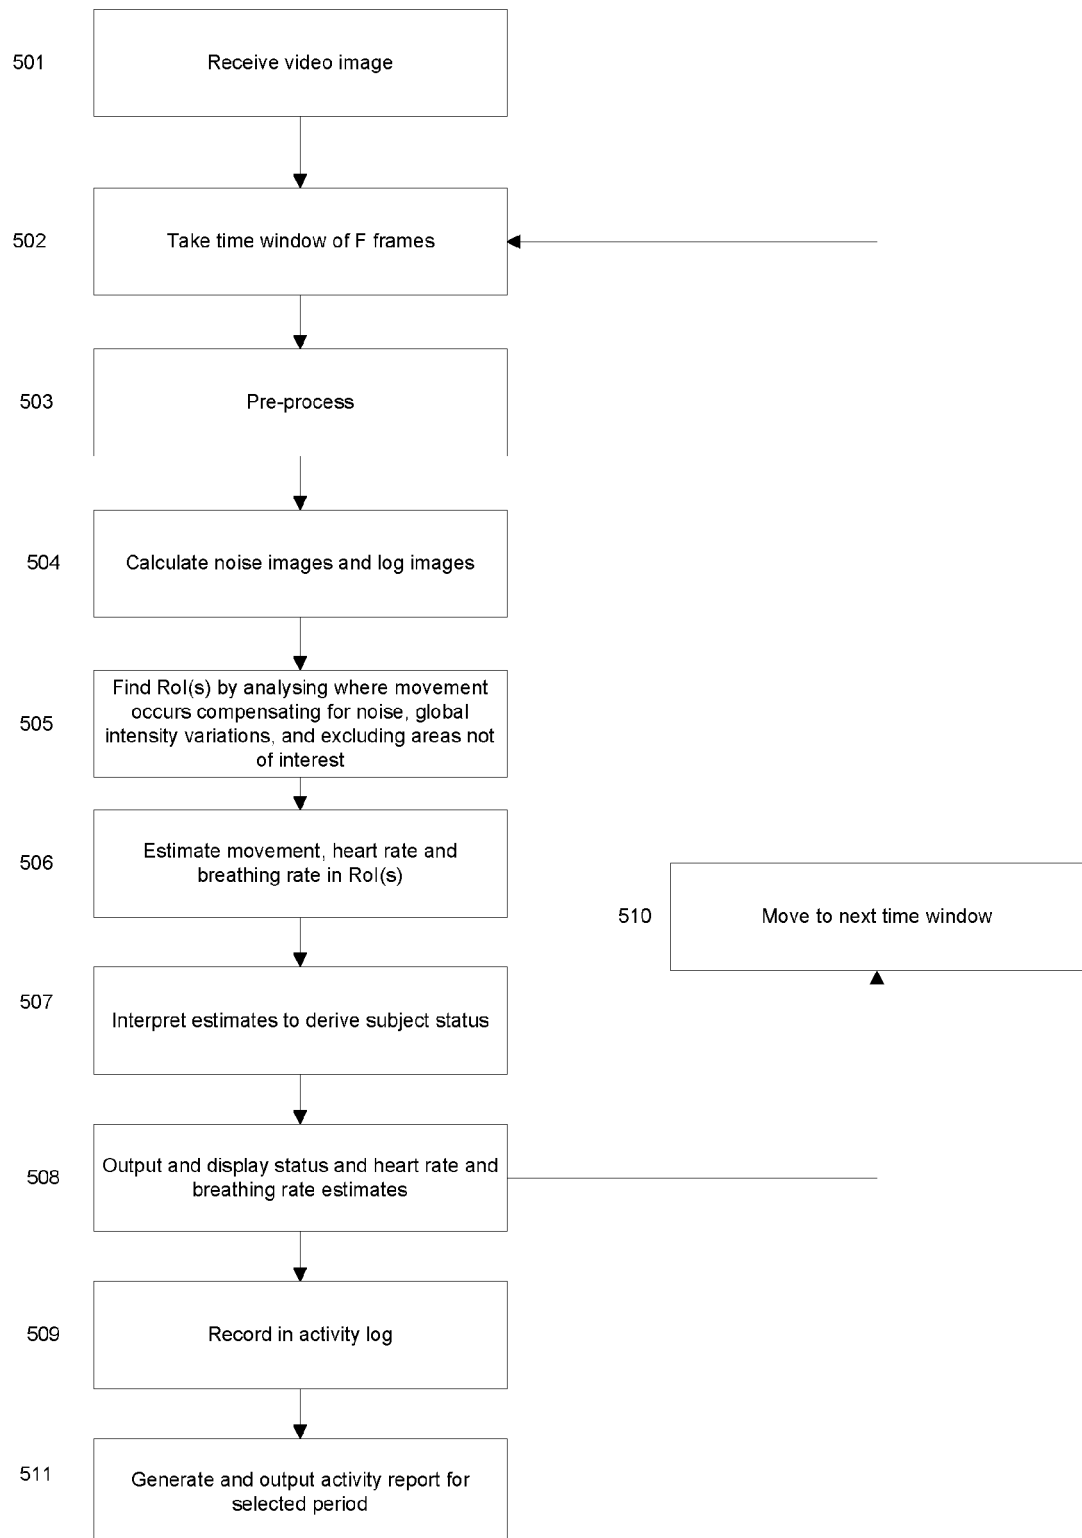 501
Receive video image
502
Take time window of F frames
503
Pre-process
504
Calculate noise images and log images
505
Find RoI(s) by analysing where movement
occurs compensating for noise, global
intensity variations, and excluding areas not
of interest
506
Estimate movement, heart rate and
breathing rate in RoI(s)
510
Move to next time window
507
Interpret estimates to derive subject status
508
Output and display status and heart rate and
breathing rate estimates
509
Record in activity log
511
Generate and output activity report for
selected period